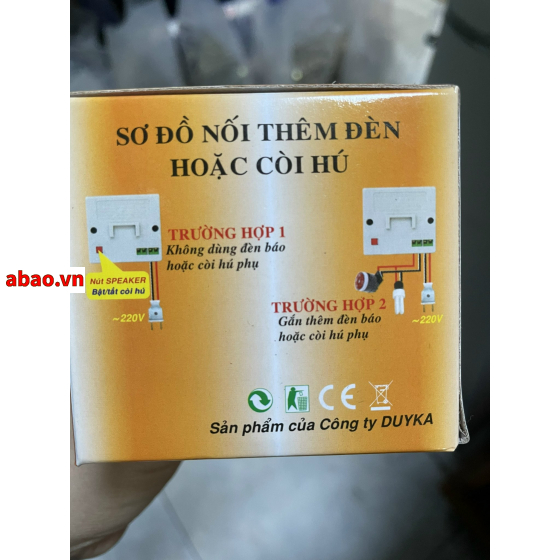 SƠ ĐỒ NỐI THÊM ĐÈN
HOẶC CÒI HÚ
TRƯỜNG HỢP 1
Không dùng đèn báo
hoặc còi hú phụ
abao.vn
Nút SPEAKER
Bật/tắt còi hú
~220V
TRƯỜNG HỢP 2
Gắn thêm đèn báo
hoặc còi hú phụ
~220V
CE
Sản phẩm của Công ty DUYKA